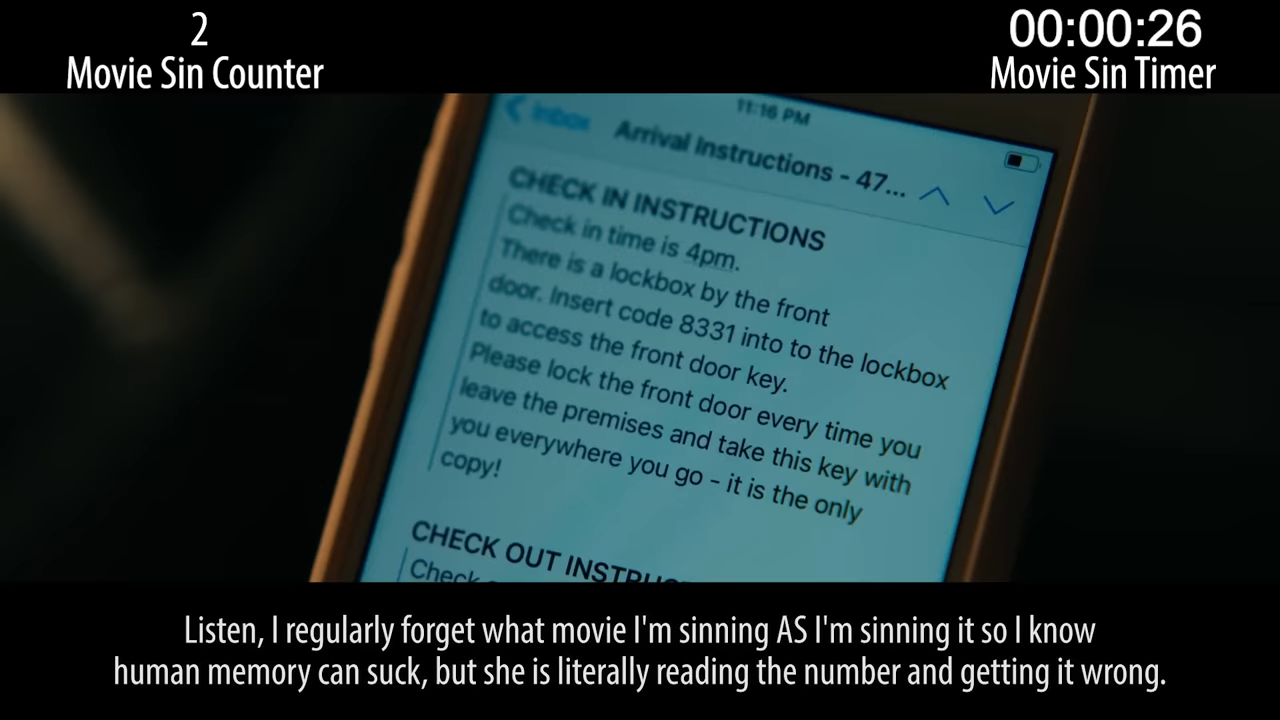 2
Movie Sin Counter
00:00:26
Movie Sin Timer
11:16 PM
Inbox
Arrival Instructions - 47...
CHECK IN INSTRUCTIONS
Check in time is 4pm.
There is a lockbox by the front
door. Insert code 8331 into to the lockbox
to access the front door key.
Please lock the front door every time you
leave the premises and take this key with
you everywhere you go - it is the only
copy!
CHECK OUT INSTRUC
Check
Listen, I regularly forget what movie I'm sinning AS I'm sinning it so I know
human memory can suck, but she is literally reading the number and getting it wrong.